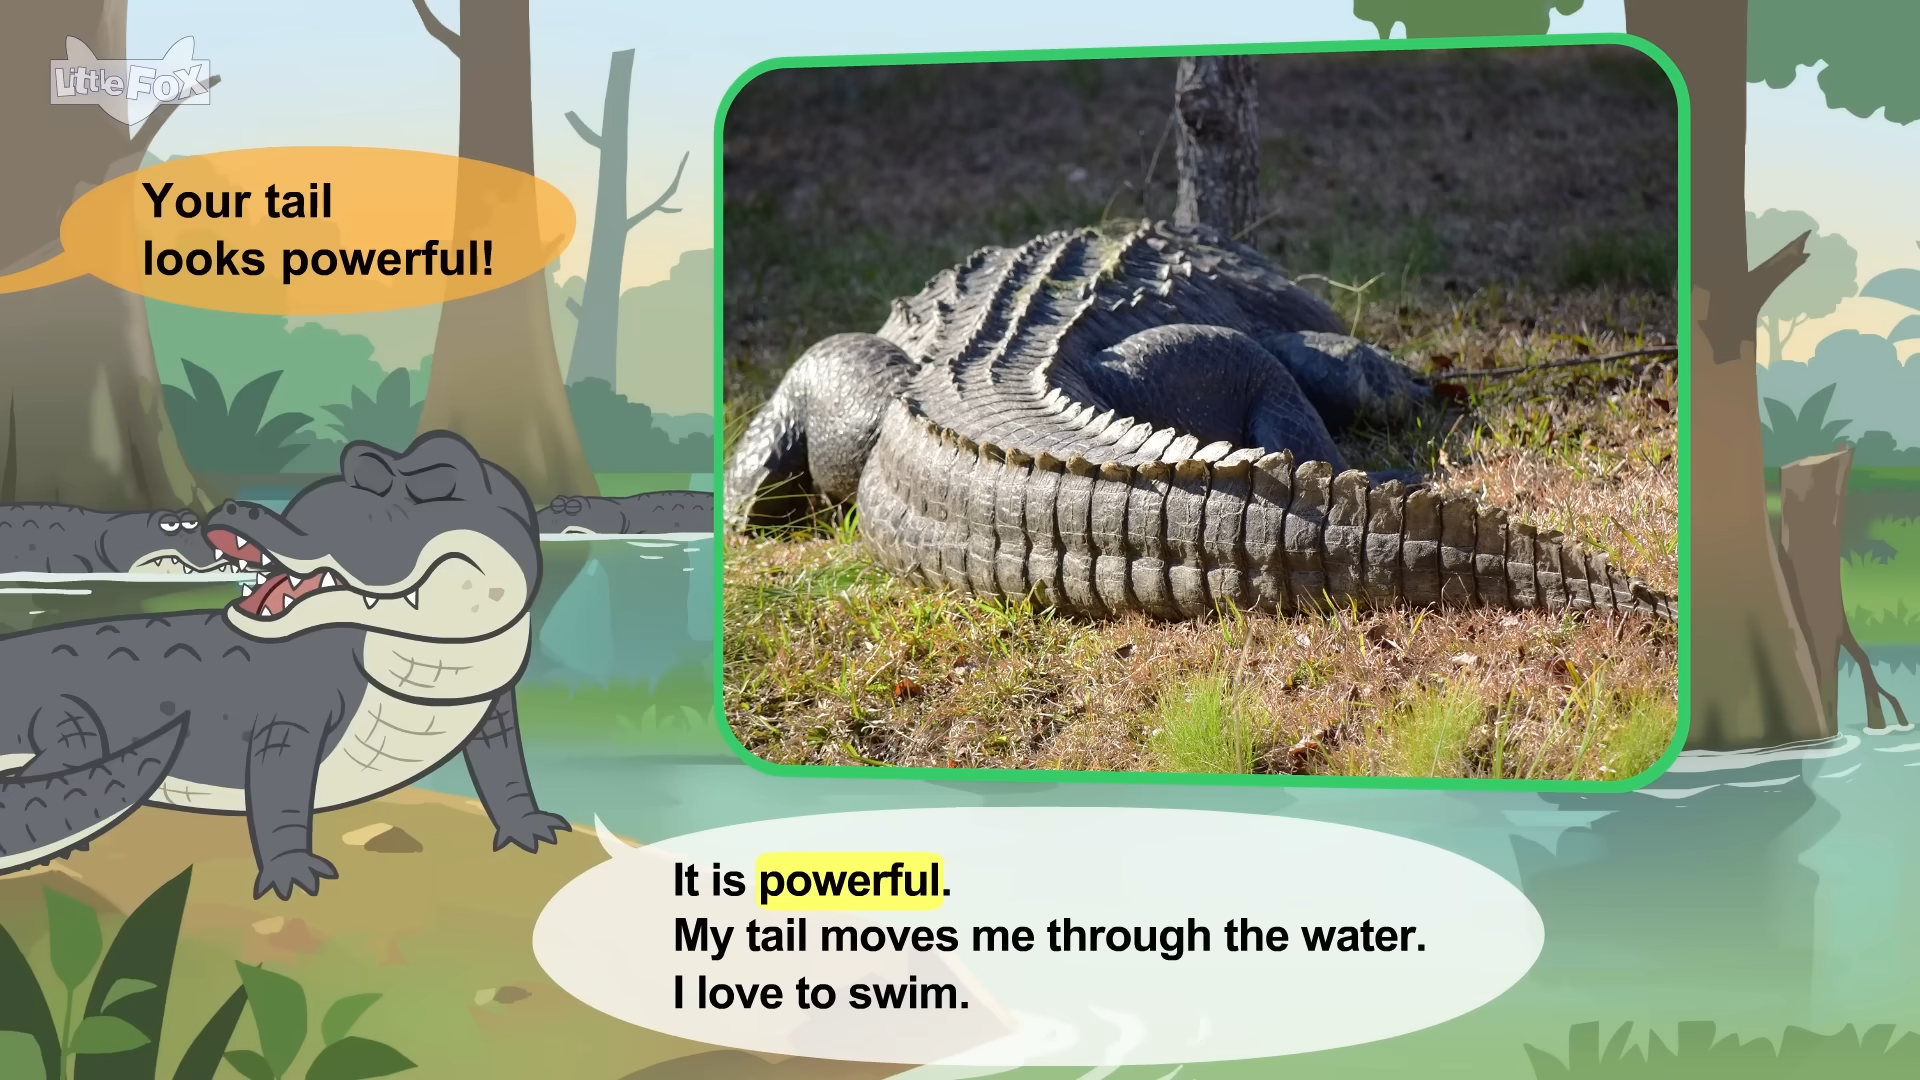 Little Fox
Your tail
looks powerful!
It is powerful.
My tail moves me through the water.
I love to swim.